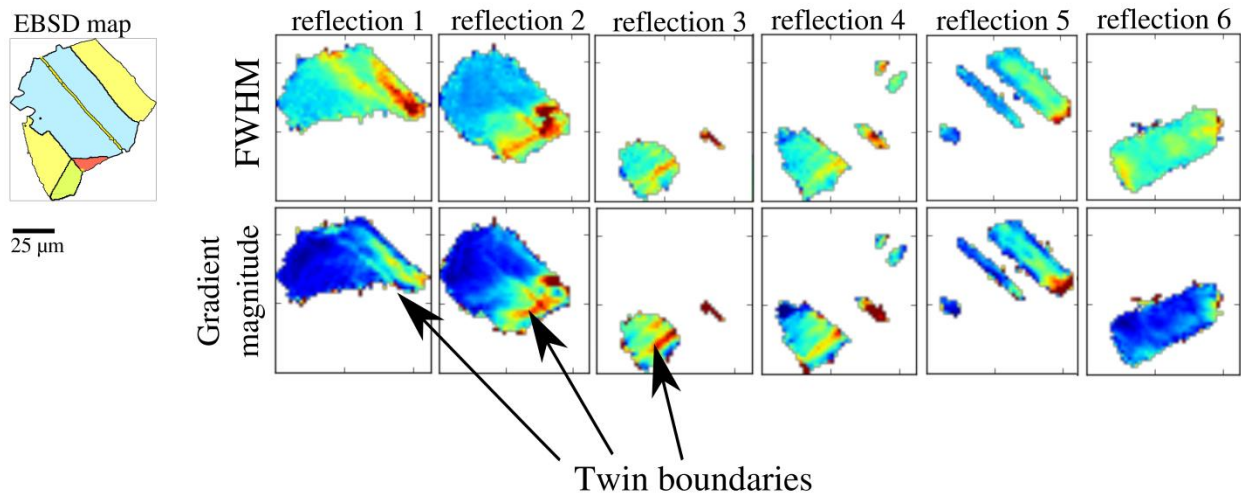 EBSD map
reflection 1 reflection 2 reflection 3 reflection 4 reflection 5 reflection 6
FWHM
25 μm
Gradient
magnitude
Twin boundaries